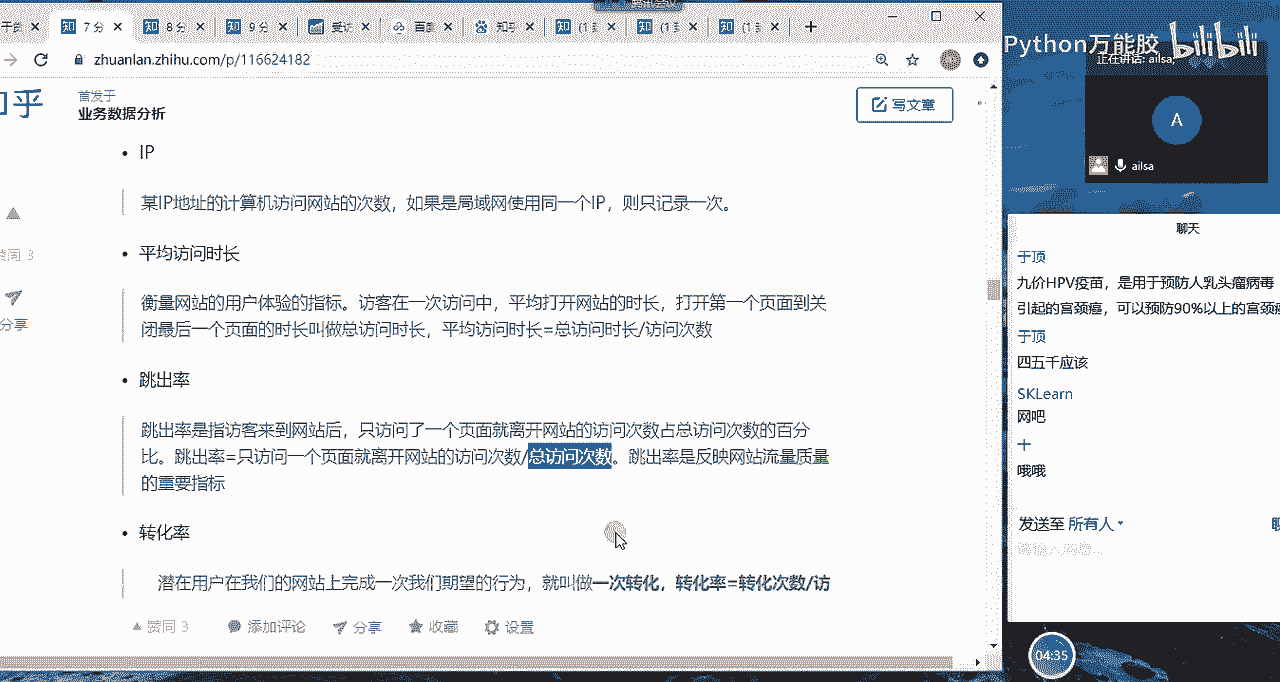 7 分
8 分
9 分
受访
百度
知乎
(1 封
(1 封
(1 封
zhuanlan.zhihu.com/p/116624182
知乎
首发于
业务数据分析
写文章
IP
某IP地址的计算机访问网站的次数，如果是局域网使用同一个IP，则只记录一次。
平均访问时长
衡量网站的用户体验的指标。访客在一次访问中，平均打开网站的时长，打开第一个页面到关
闭最后一个页面的时长叫做总访问时长，平均访问时长=总访问时长/访问次数
跳出率
跳出率是指访客来到网站后，只访问了一个页面就离开网站的访问次数占总访问次数的百分
比。跳出率=只访问一个页面就离开网站的访问次数/总访问次数。跳出率是反映网站流量质量
的重要指标
转化率
潜在用户在我们的网站上完成一次我们期望的行为，就叫做一次转化，转化率=转化次数/访
赞同 3
添加评论
分享
收藏
设置
赞同 3
分享
Python万能胶 bilibili
正在讲话: ailsa;
A
ailsa
聊天
于顶
九价HPV疫苗，是用于预防人乳头瘤病毒
引起的宫颈癌，可以预防90%以上的宫颈癌
于顶
四五千应该
SKLearn
网吧
十
哦哦
发送至 所有人
04:35